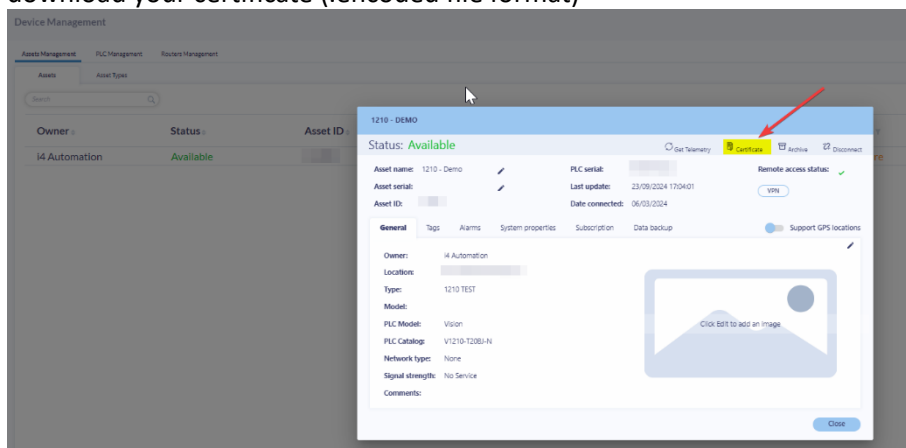 download your certificate (.encoded file format)
Device Management
Assets Management PLC Management Routers Management
Assets Asset Types
Search
Owner Status Asset ID
i4 Automation Available
1210 - DEMO
Status: Available Get Telemetry Certificate Archive Disconnect
Asset name: 1210 - Demo PLC serial: Remote access status:
Asset serial: Last update: 23/09/2024 17:04:01 VPN
Asset ID: Date connected: 06/03/2024
General Tags Alarms System properties Subscription Data backup Support GPS locations
Owner: i4 Automation
Location:
Type: 1210 TEST
Model:
PLC Model: Vision
PLC Catalog: V1210-T20BJ-N
Network type: None
Signal strength: No Service
Comments:
Click Edit to add an image
Close